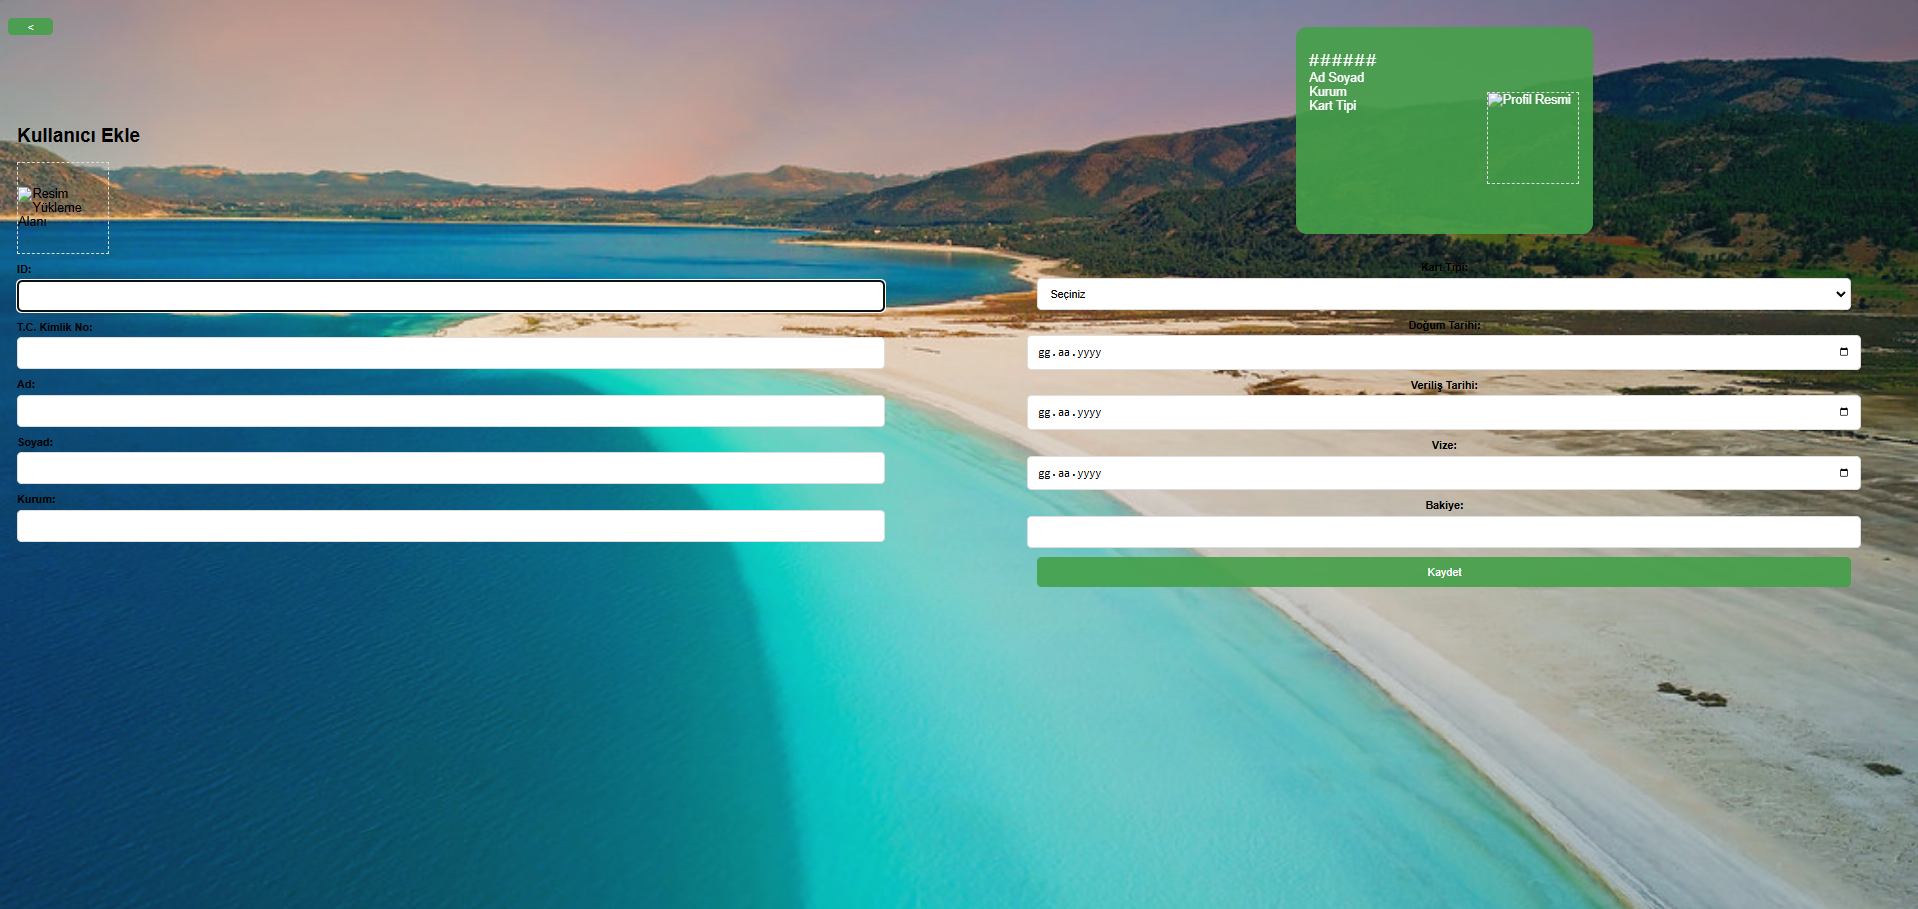 <
######
Ad Soyad
Kurum
Kart Tipi
Profil Resmi
Kullanıcı Ekle
Resim
Yükleme
Alanı
ID:
T.C. Kimlik No:
Ad:
Soyad:
Kurum:
Kart Tipi:
Seçiniz
Doğum Tarihi:
gg.aa.yyyy
Veriliş Tarihi:
gg.aa.yyyy
Vize:
gg.aa.yyyy
Bakiye:
Kaydet